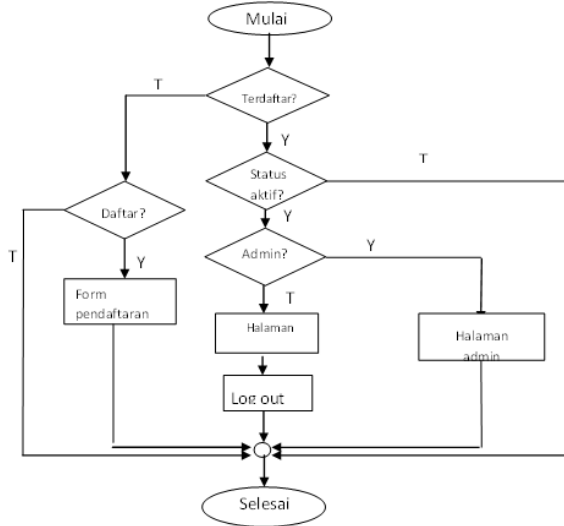 Mulai
T
Terdaftar?
Y
T
Status
aktif?
Daftar?
Y
T
Admin?
Y
Y
Form
pendaftaran
T
Halaman
Halaman
admin
Log out
Selesai